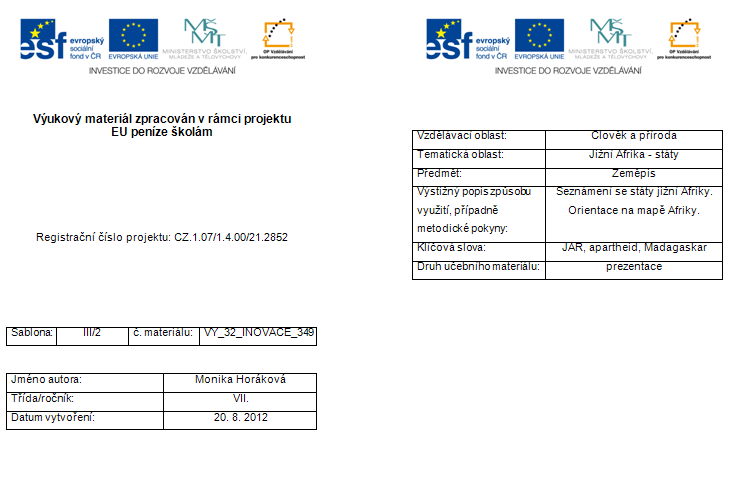 esf evropský sociální fond v ČR EVROPSKÁ UNIE MINISTERSTVO ŠKOLSTVÍ, MLÁDEŽE A TĚLOVÝCHOVY OP Vzdělávání pro konkurenceschopnost
INVESTICE DO ROZVOJE VZDĚLÁVÁNÍ
Výukový materiál zpracován v rámci projektu
EU peníze školám
Registrační číslo projektu: CZ.1.07/1.4.00/21.2852
Šablona: III/2 č. materiálu: VY_32_INOVACE_349
Jméno autora: Monika Horáková
Třída/ročník: VII.
Datum vytvoření: 20. 8. 2012
esf evropský sociální fond v ČR EVROPSKÁ UNIE MINISTERSTVO ŠKOLSTVÍ, MLÁDEŽE A TĚLOVÝCHOVY OP Vzdělávání pro konkurenceschopnost
INVESTICE DO ROZVOJE VZDĚLÁVÁNÍ
Vzdělávací oblast: Člověk a příroda
Tematická oblast: Jižní Afrika - státy
Předmět: Zeměpis
Výstižný popis způsobu Seznámení se státy jižní Afriky.
využití, případně Orientace na mapě Afriky.
metodické pokyny:
Klíčová slova: JAR, apartheid, Madagaskar
Druh učebního materiálu: prezentace